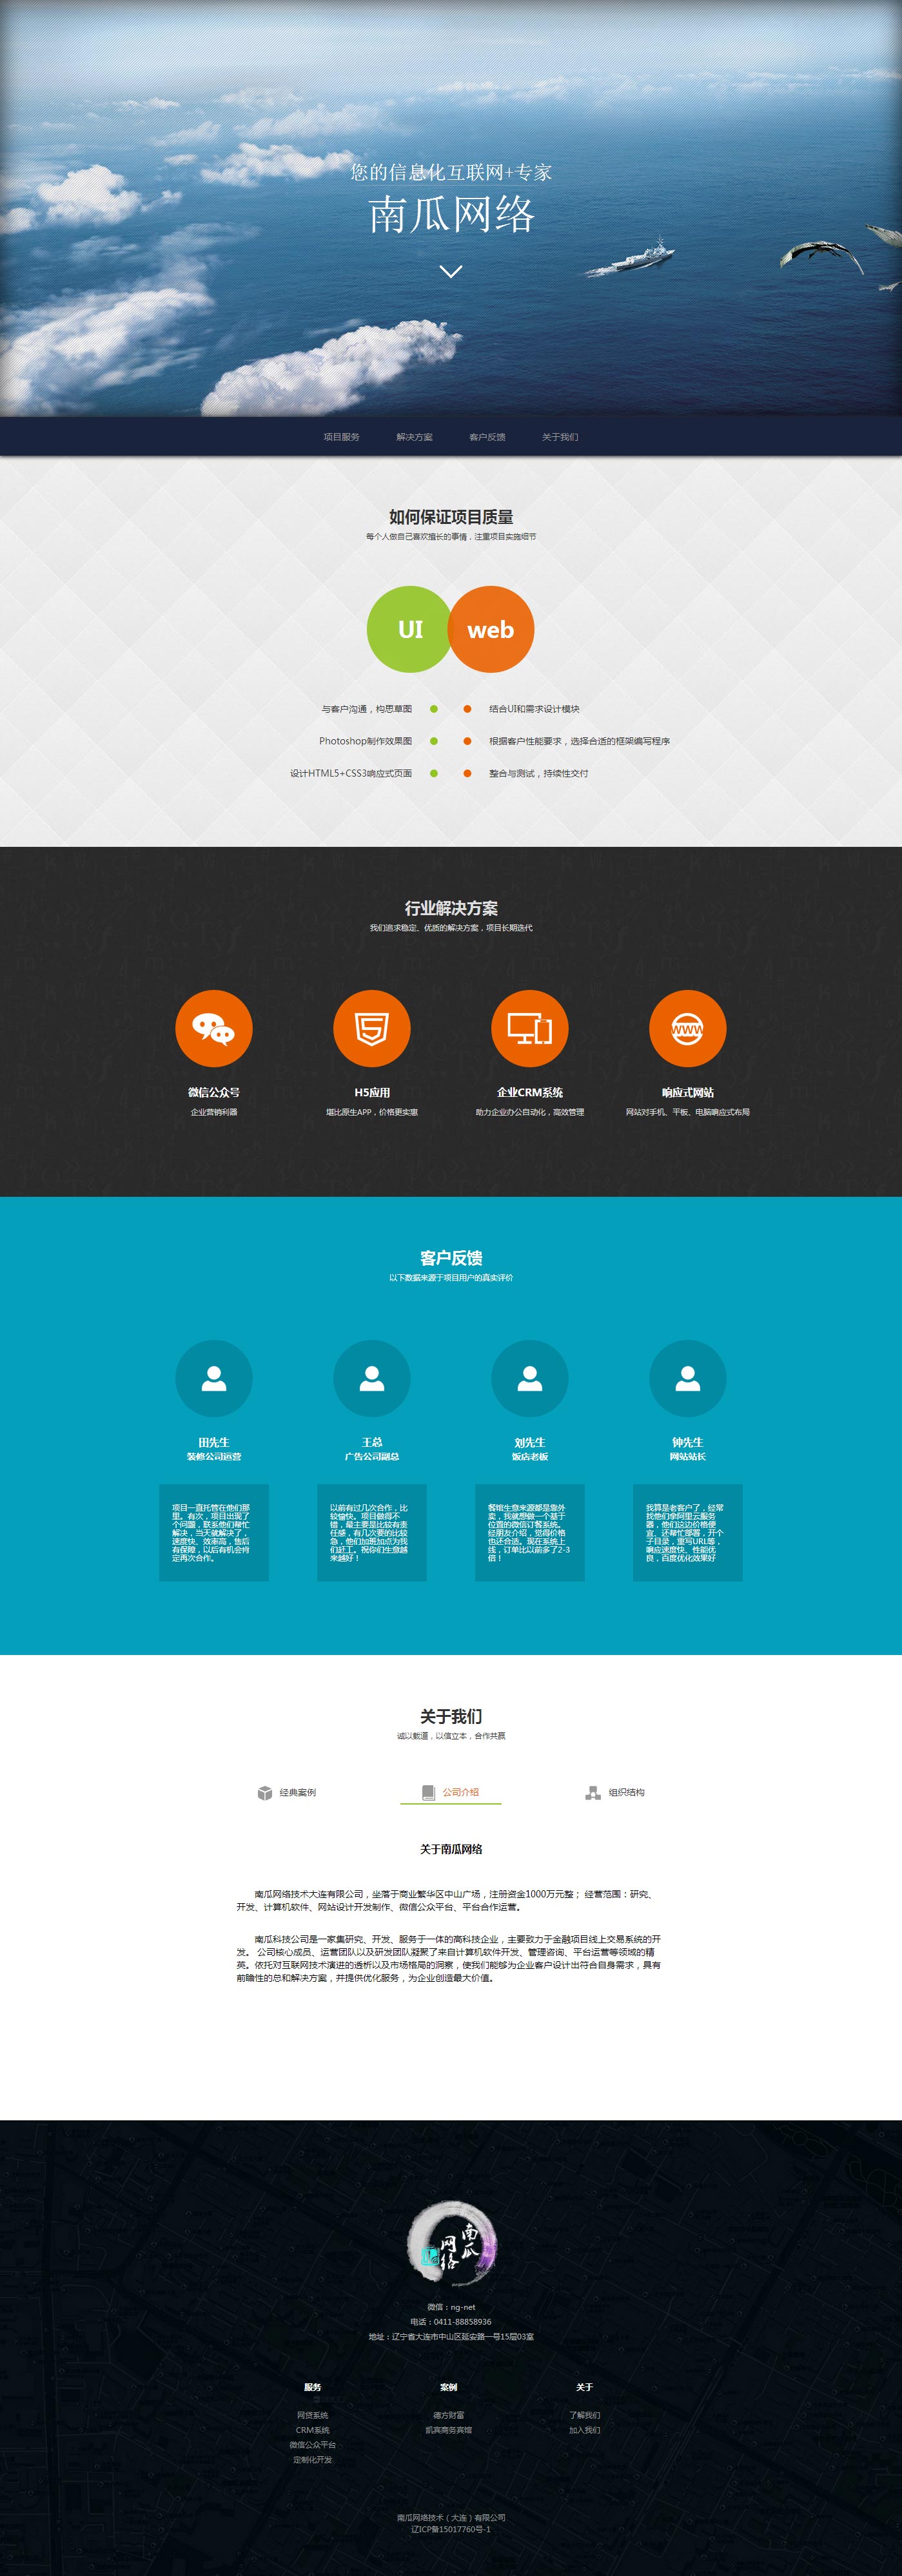 您的信息化互联网+专家
南瓜网络
项目服务 解决方案 客户反馈 关于我们
如何保证项目质量
每个人做自己喜欢擅长的事情，注重项目实施细节
UI web
与客户沟通，构思草图 结合UI和需求设计模块
Photoshop制作效果图 根据客户性能要求，选择合适的框架编写程序
设计HTML5+CSS3响应式页面 整合与测试，持续性交付
行业解决方案
我们追求稳定、优质的解决方案，项目长期迭代
WWW
微信公众号 H5应用 企业CRM系统 响应式网站
企业营销利器 堪比原生APP，价格更实惠 助力企业办公自动化，高效管理 网站对手机、平板、电脑响应式布局
客户反馈
以下数据来源于项目用户的真实评价
田先生 王总 刘先生 钟先生
装修公司运营 广告公司副总 饭店老板 网站站长
项目一直托管在他们那
里。有次，项目出现了
个问题，联系他们帮忙
解决，当天就解决了，
速度快、效率高，售后
有保障，以后有机会肯
定再次合作。
以前有过几次合作，比
较愉快。项目做得不
错，最主要是比较有责
任感，有几次要的比较
急，他们加班加点为我
们赶工。祝你们生意越
来越好！
餐馆生意来源都是靠外
卖，我就想做一个基于
位置的微信订餐系统。
经朋友介绍，觉得价格
也还合适。现在系统上
线，订单比以前多了2-3
倍！
我算是老客户了，经常
找他们拿阿里云服务
器，他们这边价格便
宜。还帮忙部署，开个
子目录，重写URL等，
响应速度快、性能优
良，百度优化效果好
关于我们
诚以载道，以信立本，合作共赢
经典案例 公司介绍 组织结构
关于南瓜网络
南瓜网络技术大连有限公司，坐落于商业繁华区中山广场，注册资金1000万元整； 经营范围：研究、
开发、计算机软件、网站设计开发制作、微信公众平台、平台合作运营。
南瓜科技公司是一家集研究、开发、服务于一体的高科技企业，主要致力于金融项目线上交易系统的开
发。 公司核心成员、运营团队以及研发团队凝聚了来自计算机软件开发、管理咨询、平台运营等领域的精
英。依托对互联网技术演进的透析以及市场格局的洞察，使我们能够为企业客户设计出符合自身需求，具有
前瞻性的总和解决方案，并提供优化服务，为企业创造最大价值。
南瓜
网络
微信：ng-net
电话：0411-88858936
地址：辽宁省大连市中山区延安路一号15层03室
服务 案例 关于
网贷系统 德方财富 了解我们
CRM系统 凯宾商务宾馆 加入我们
微信公众平台
定制化开发
南瓜网络技术（大连）有限公司
辽ICP备15017760号-1